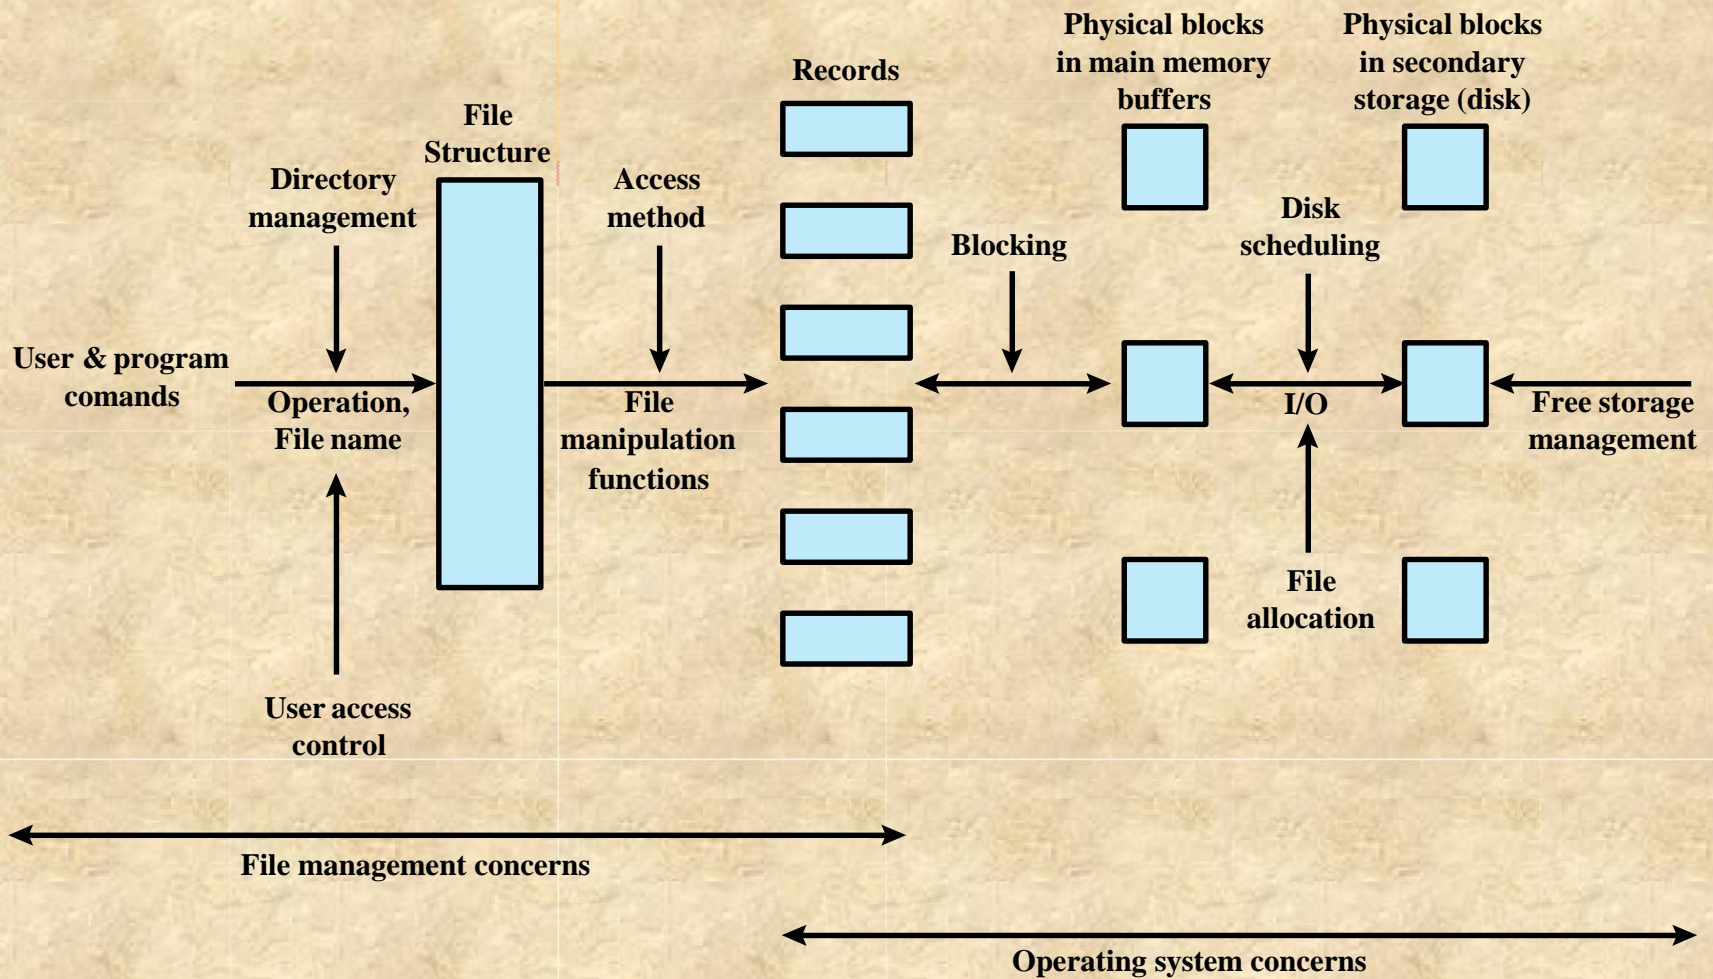 Physical blocks
in main memory
buffers
Physical blocks
in secondary
storage (disk)
Records
File
Structure
Directory
management
Access
method
Blocking
Disk
scheduling
User & program
comands
Operation,
File name
File
manipulation
functions
I/O
Free storage
management
File
allocation
User access
control
File management concerns
Operating system concerns